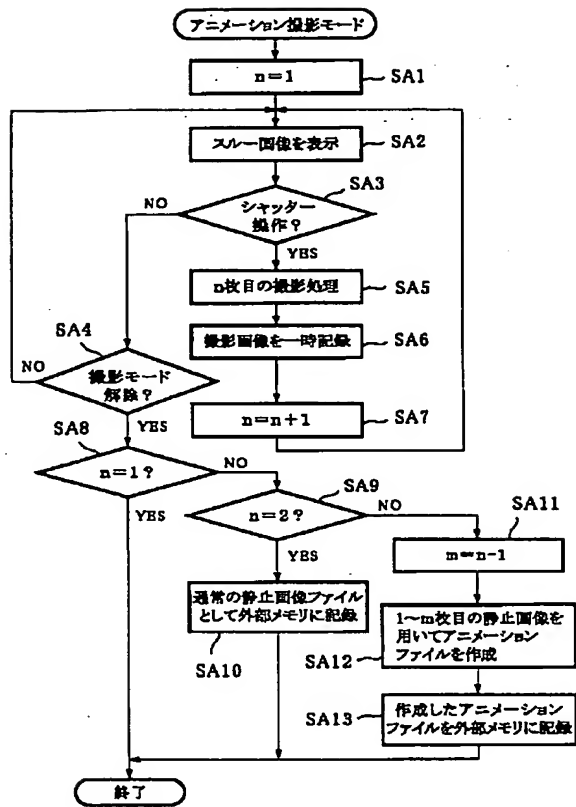 アニメーション撮影モード
n=1
SA1
スルー画像を表示
SA2
SA3
シャッター
操作?
NO
YES
n枚目の撮影処理
SA5
撮影画像を一時記録
SA6
SA4
NO
撮影モード
解除?
n=n+1
SA7
YES
SA8
n=1?
NO
YES
SA9
n=2?
NO
YES
SA11
m=n-1
通常の静止画像ファイル
として外部メモリに記録
SA10
1~m枚目の静止画像を
用いてアニメーション
ファイルを作成
SA12
作成したアニメーション
ファイルを外部メモリに記録
SA13
終了